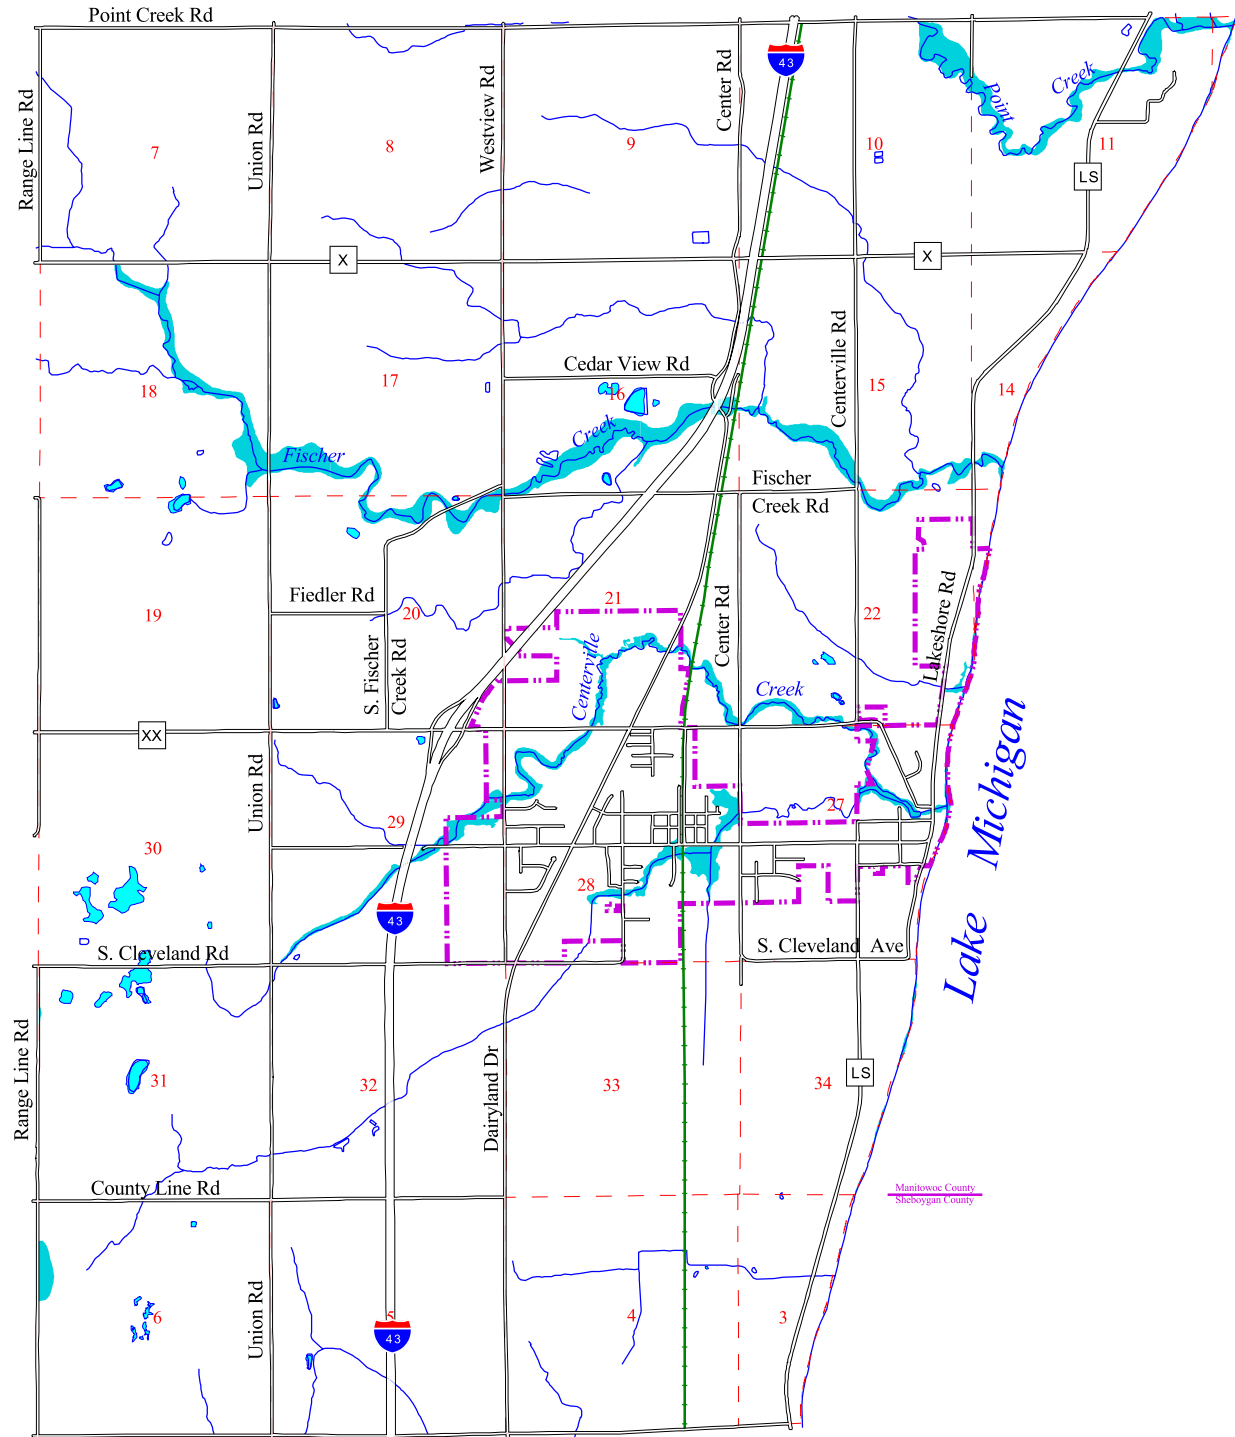 Point Creek Rd
Range Line Rd
Union Rd
Westview Rd
Center Rd
43
Point
Creek
7
8
9
10
11
LS
X
X
Cedar View Rd
Centerville Rd
18
17
16
15
14
Fischer
Creek
Fischer
Creek Rd
Fiedler Rd
19
20
21
22
S. Fischer
Creek Rd
Centerville
Center Rd
Creek
Lakeshore Rd
XX
Union Rd
Lake Michigan
30
29
28
27
43
S. Cleveland Rd
S. Cleveland Ave
Range Line Rd
31
32
Dairyland Dr
33
34
LS
County Line Rd
Manitowoc County
Sheboygan County
Union Rd
6
5
43
4
3